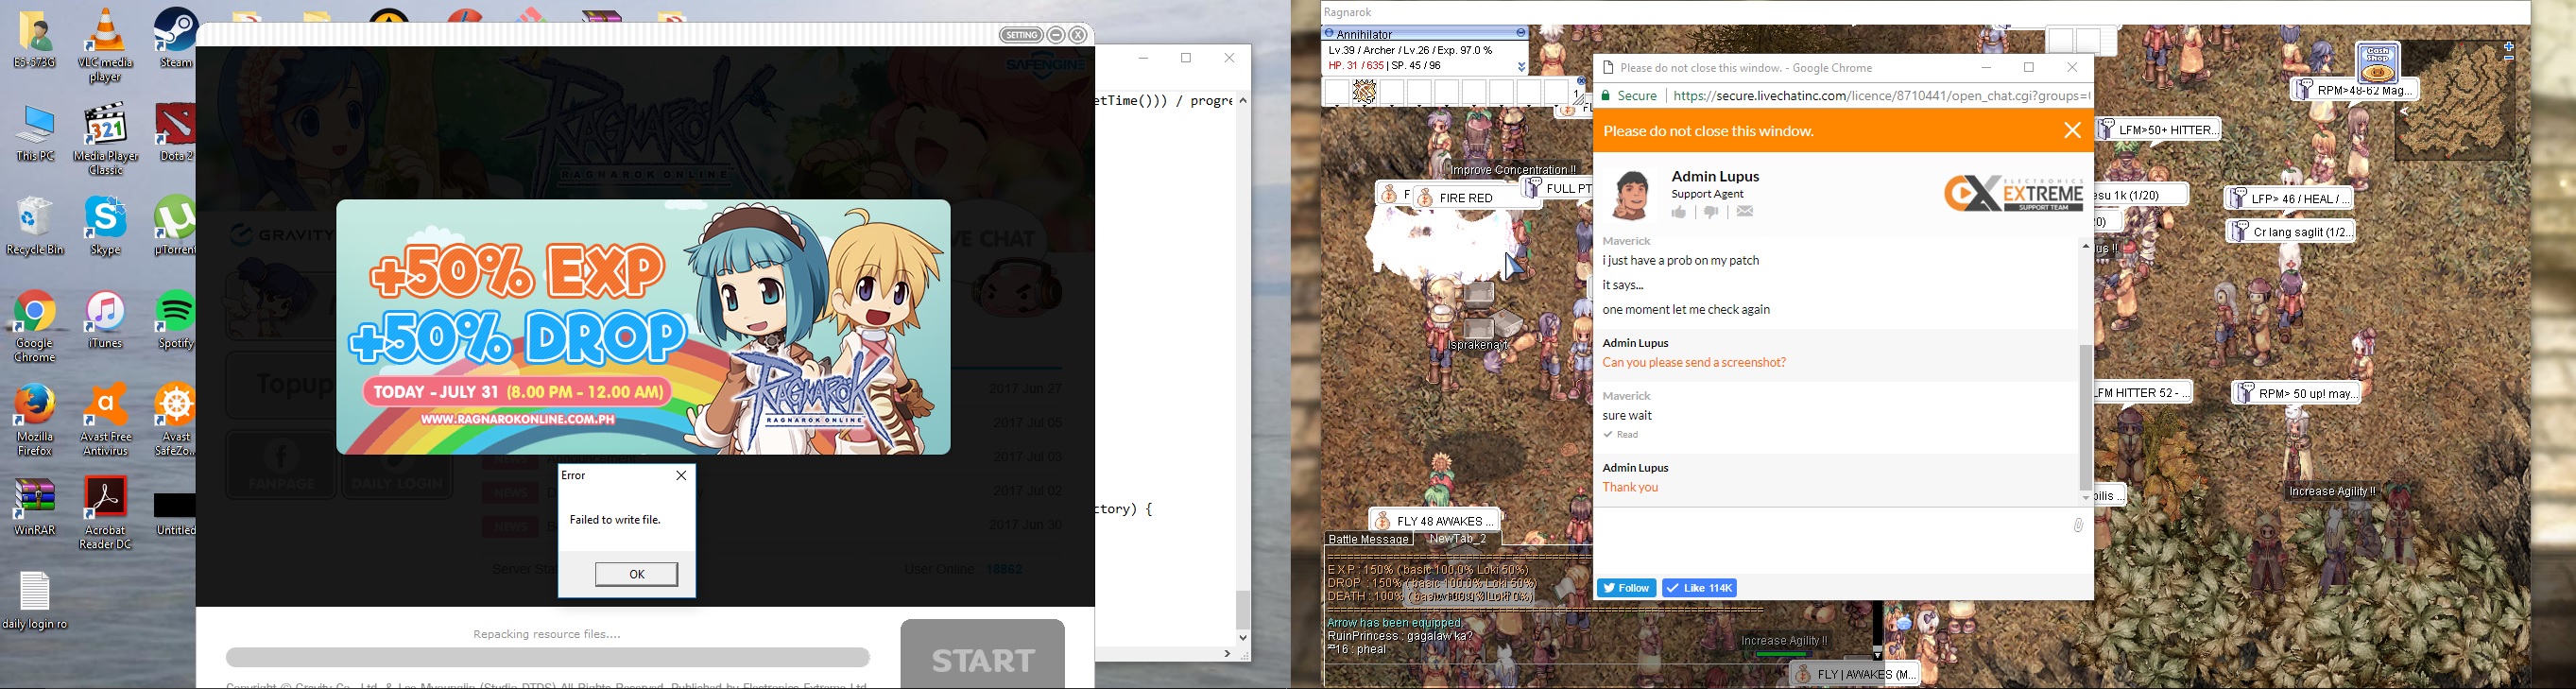 E5-573G
VLC media player
Steam
This PC
Media Player Classic
Dota 2
Recycle Bin
Skype
µTorrent
Google Chrome
iTunes
Spotify
Mozilla Firefox
Avast Free Antivirus
Avast SafeZo...
WinRAR
Acrobat Reader DC
Untitled
daily login ro
SETTING
SAFENGINE
RAGNAROK
RAGNAROK ONLINE
GRAVITY
VE CHAT
+50% EXP
+50% DROP
TODAY - JULY 31 (8.00 PM - 12.00 AM)
WWW.RAGNAROKONLINE.COM.PH
RAGNAROK
RAGNAROK ONLINE
Topup
FANPAGE
DAILY LOGIN
2017 Jun 27
2017 Jul 05
2017 Jul 03
NEWS
2017 Jul 02
NEWS
2017 Jun 30
Error
Failed to write file.
OK
User Online : 18862
Repacking resource files....
START
etTime())) / progre
ctory) {
Ragnarok
Annihilator
Lv.39 / Archer / Lv.26 / Exp. 97.0 %
HP. 31 / 635 | SP. 45 / 96
Improve Concentration !!
FIRE RED
FULL PT
Isprakenayt
FLY 48 AWAKES ...
Battle Message
NewTab_2
EXP : 150% ( basic 100.0% Loki 50%)
DROP : 150% ( basic 100.0% Loki 50%)
DEATH : 100% ( basic 100.0% Loki 0%)
Arrow has been equipped
RuinPrincess : gagalaw ka?
16 : pheal
Increase Agility !!
FLY | AWAKES (M...
Please do not close this window. - Google Chrome
Secure
https://secure.livechatinc.com/licence/8710441/open_chat.cgi?groups=
Please do not close this window.
Admin Lupus
Support Agent
ELECTRONICS
EXTREME
SUPPORT TEAM
Maverick
i just have a prob on my patch
it says...
one moment let me check again
Admin Lupus
Can you please send a screenshot?
Maverick
sure wait
Read
Admin Lupus
Thank you
Follow
Like 114K
Cash Shop
RPM>48-62 Mag...
LFM>50+ HITTER...
esu 1k (1/20)
LFP> 46 / HEAL / ...
Cr lang saglit (1/2...
LFM HITTER 52 - ...
RPM> 50 up! may...
Increase Agility !!